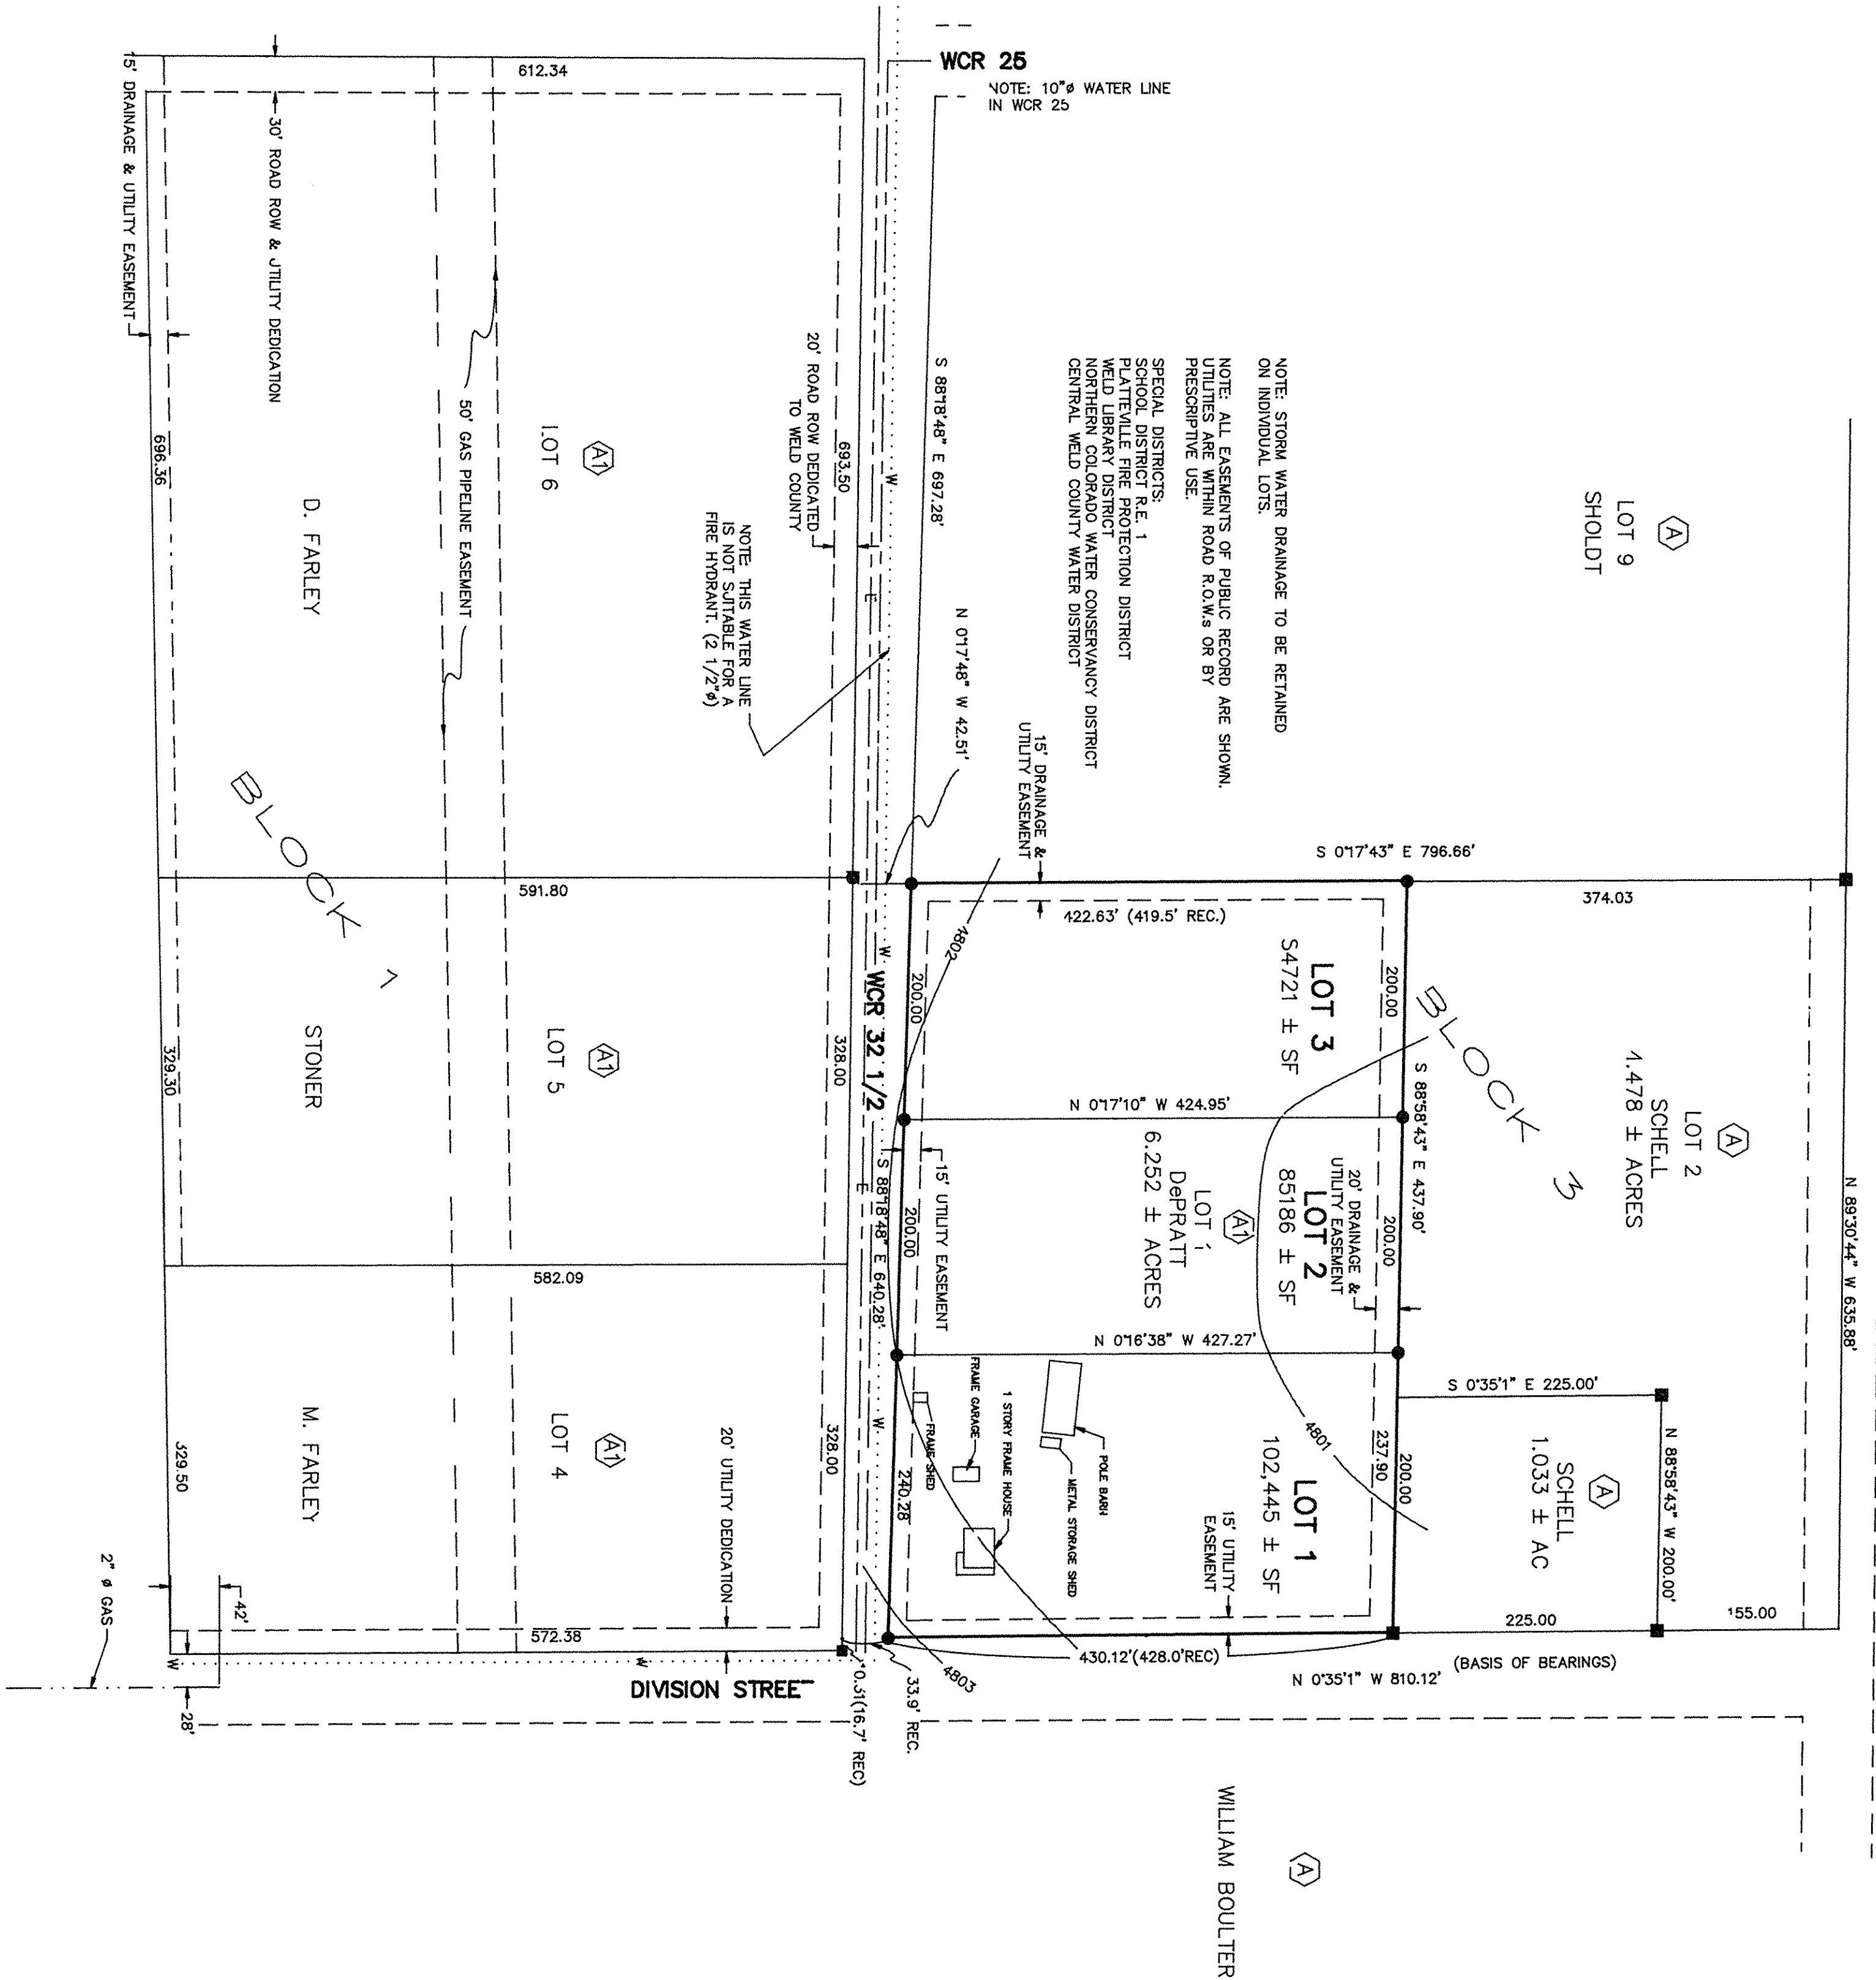 WCR 25
NOTE: 10"ø WATER LINE
IN WCR 25
612.34
15' DRAINAGE & UTILITY EASEMENT
30' ROAD ROW & UTILITY DEDICATION
696.36
50' GAS PIPELINE EASEMENT
LOT 6
A1
D. FARLEY
20' ROAD ROW DEDICATED
TO WELD COUNTY
693.50
NOTE: THIS WATER LINE
IS NOT SUITABLE FOR A
FIRE HYDRANT. (2 1/2"ø)
W
E
S 88°18'48" E 697.28'
N 0°17'48" W 42.51'
NOTE: STORM WATER DRAINAGE TO BE RETAINED
ON INDIVIDUAL LOTS.
NOTE: ALL EASEMENTS OF PUBLIC RECORD ARE SHOWN.
UTILITIES ARE WITHIN ROAD R.O.W.s OR BY
PRESCRIPTIVE USE.
SPECIAL DISTRICTS:
SCHOOL DISTRICT R.E. 1
PLATTEVILLE FIRE PROTECTION DISTRICT
WELD LIBRARY DISTRICT
NORTHERN COLORADO WATER CONSERVANCY DISTRICT
CENTRAL WELD COUNTY WATER DISTRICT
A
LOT 9
SHOLDT
15' DRAINAGE &
UTILITY EASEMENT
S 0°17'43" E 796.66'
374.03
422.63' (419.5' REC.)
BLOCK 1
591.80
A1
LOT 5
STONER
329.30
328.00
582.09
WCR 32 1/2
W
W
E
S 88°18'48" E 640.28'
200.00
200.00
240.28
LOT 3
S4721 ± SF
200.00
N 0°17'10" W 424.95'
S 88°58'43" E 437.90'
BLOCK 3
A
LOT 2
SCHELL
1.478 ± ACRES
N 89°30'44" W 635.88'
4801
A1
LOT 1
DePRATT
6.252 ± ACRES
20' DRAINAGE &
UTILITY EASEMENT
LOT 2
85186 ± SF
200.00
15' UTILITY EASEMENT
N 0°16'38" W 427.27'
S 0°35'1" E 225.00'
N 88°58'43" W 200.00'
A
SCHELL
1.033 ± AC
225.00
155.00
200.00
237.90
LOT 1
102,445 ± SF
15' UTILITY
EASEMENT
POLE BARN
METAL STORAGE SHED
1 STORY FRAME HOUSE
FRAME GARAGE
FRAME SHED
430.12'(428.0'REC)
(BASIS OF BEARINGS)
N 0°35'1" W 810.12'
4803
33.9' REC.
A1
LOT 4
M. FARLEY
329.50
328.00
20' UTILITY DEDICATION
572.38
W
W
W
DIVISION STREET
42'
28'
2" ø GAS
A
WILLIAM BOULTER